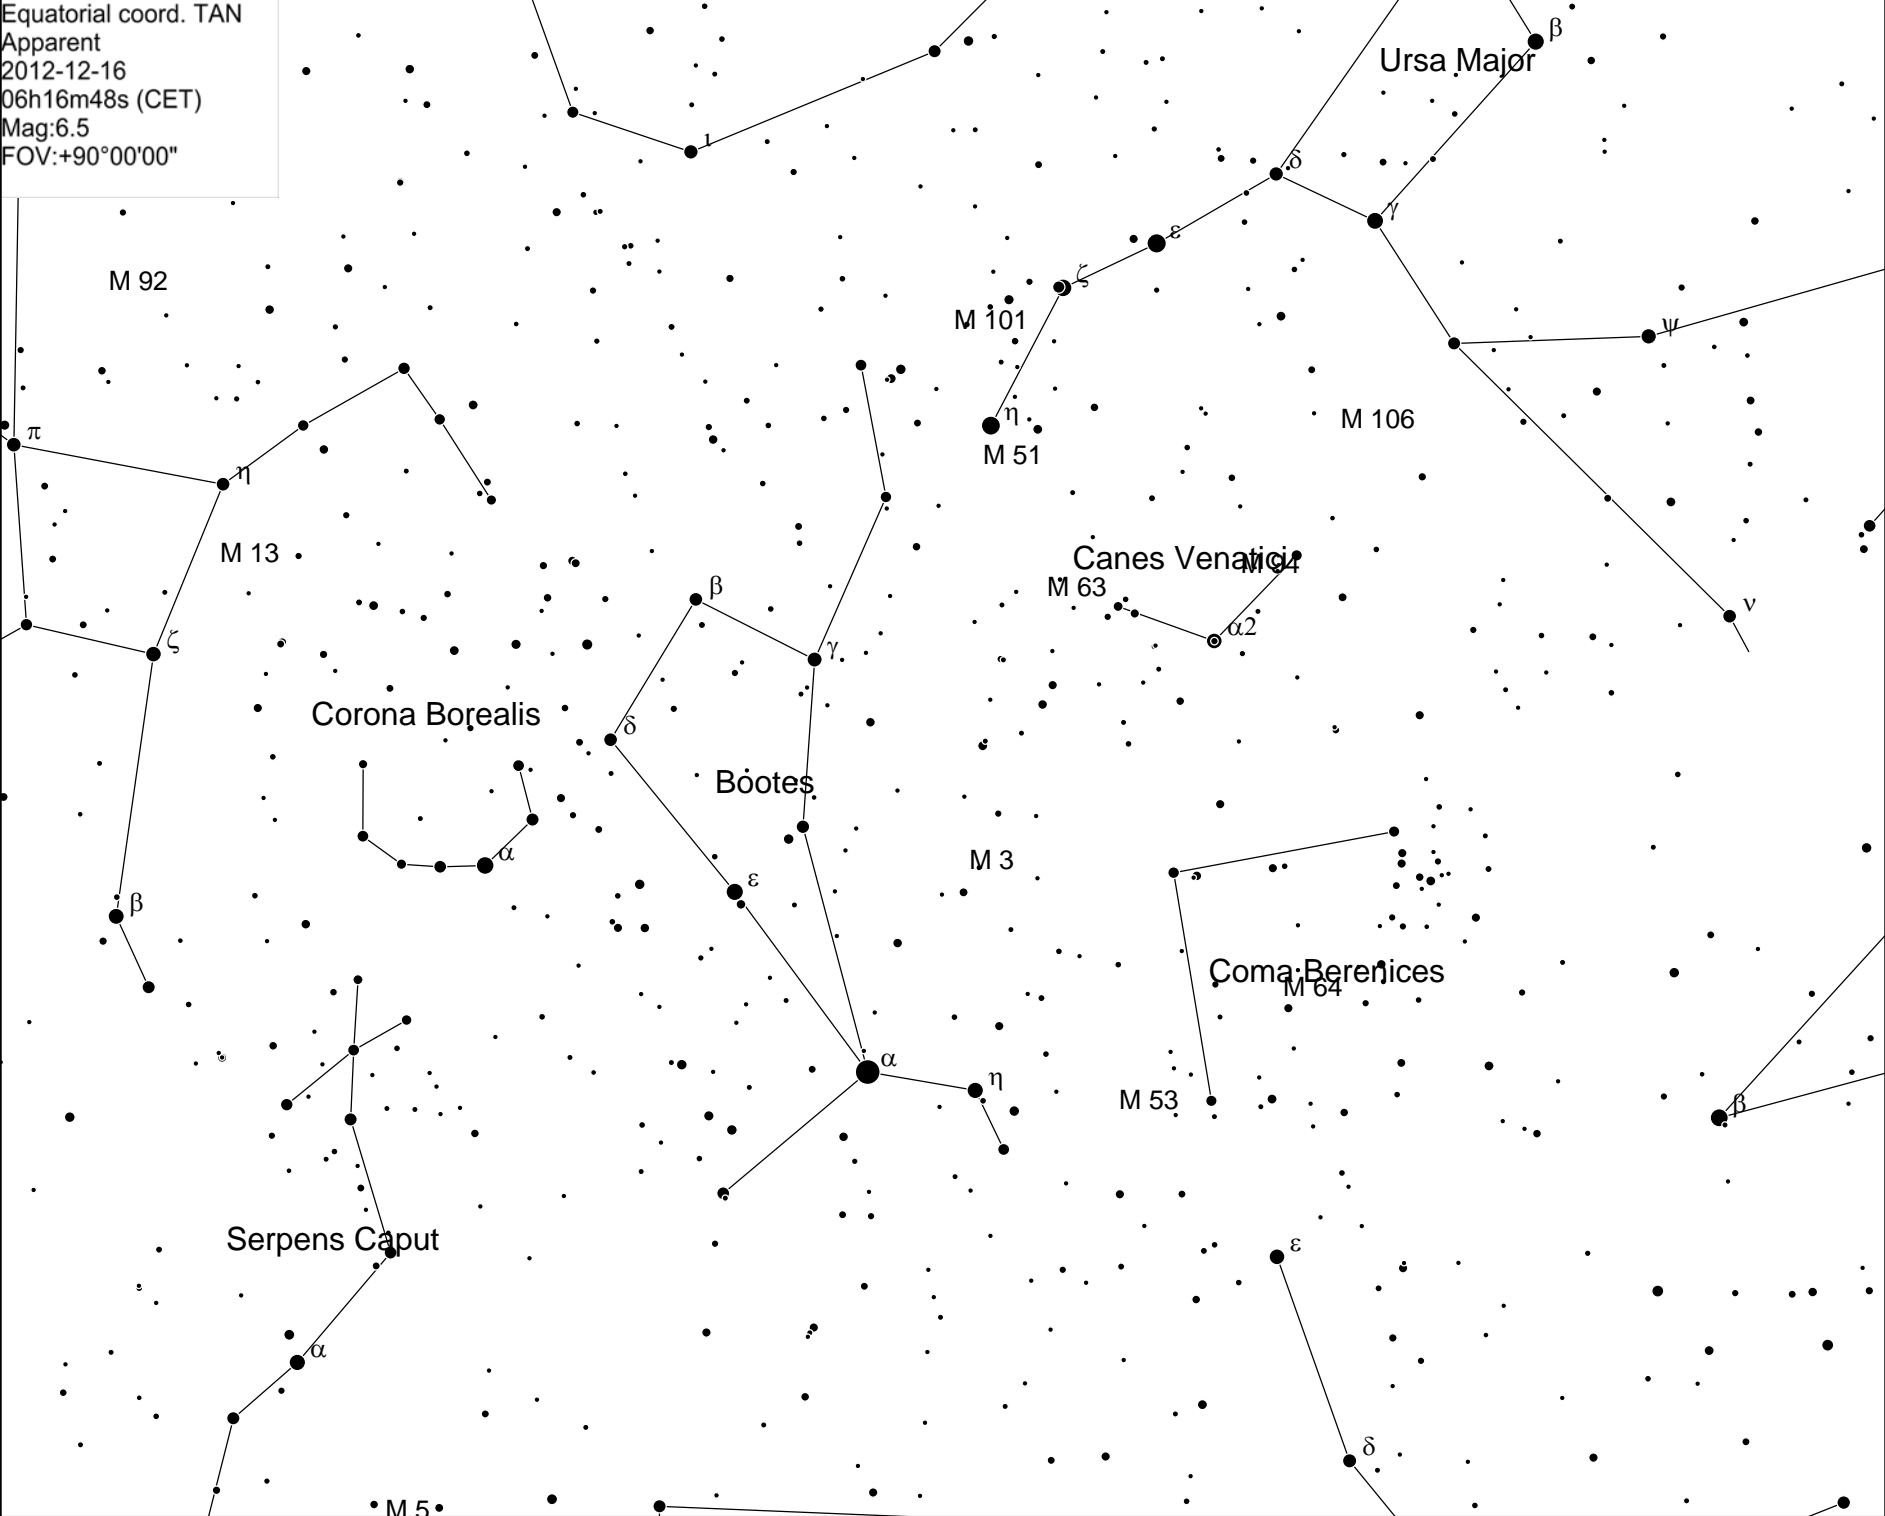 Equatorial coord. TAN
Apparent
2012-12-16
06h16m48s (CET)
Mag:6.5
FOV:+90°00'00"
β
Ursa Major
ι
δ
γ
ε
ζ
M 92
M 101
ψ
η
M 106
π
M 51
η
M 13
Canes Venatici
M 94
M 63
β
ν
α2
ζ
γ
Corona Borealis
δ
Bootes
α
M 3
ε
β
Coma Berenices
M 64
α
η
M 53
β
Serpens Caput
ε
α
δ
M 5